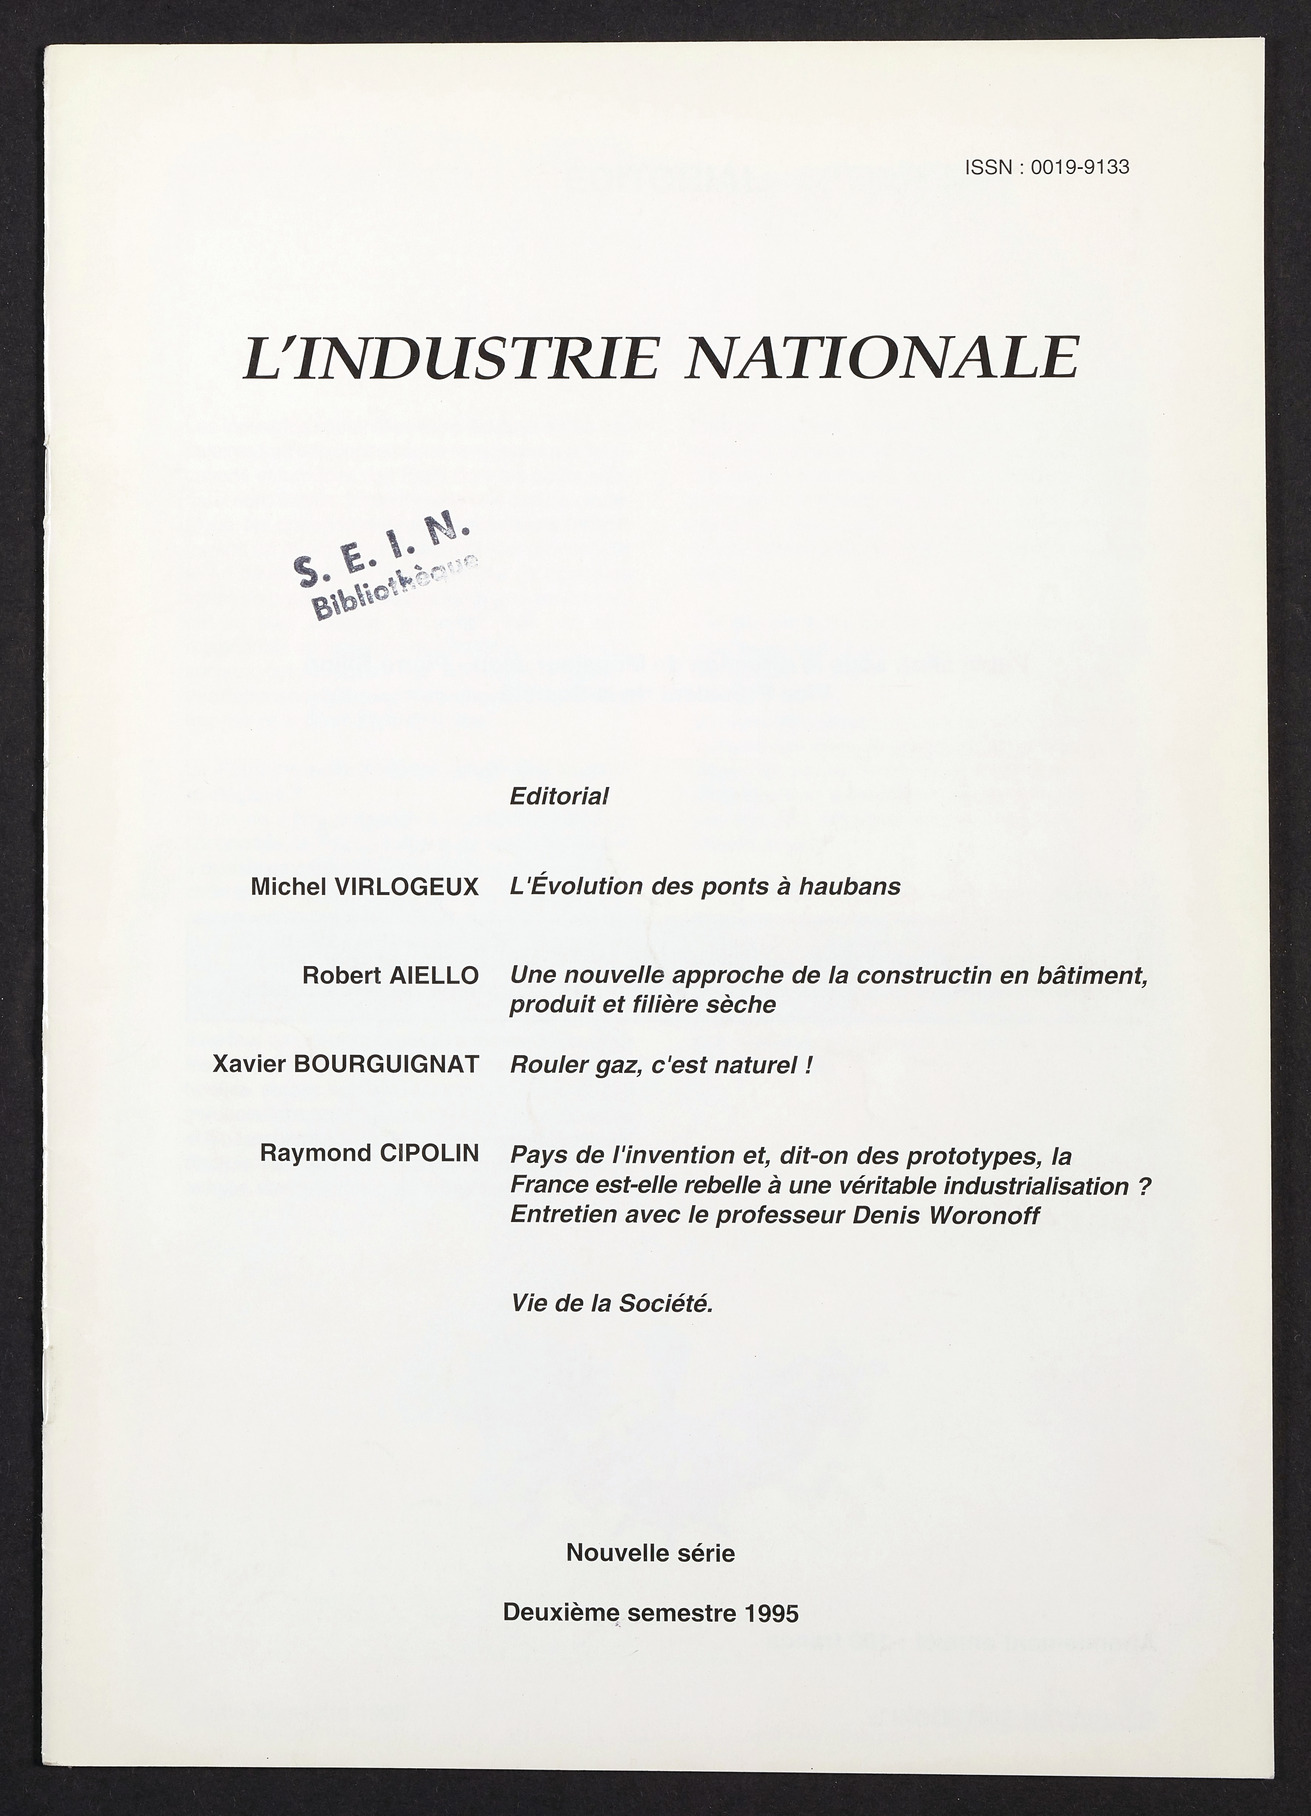 ISSN : 0019-9133
L'INDUSTRIE NATIONALE
S. E. I. N.
Bibliothèque
Editorial
Michel VIRLOGEUX L'Évolution des ponts à haubans
Robert AIELLO Une nouvelle approche de la constructin en bâtiment,
produit et filière sèche
Xavier BOURGUIGNAT Rouler gaz, c'est naturel !
Raymond CIPOLIN Pays de l'invention et, dit-on des prototypes, la
France est-elle rebelle à une véritable industrialisation ?
Entretien avec le professeur Denis Woronoff
Vie de la Société.
Nouvelle série
Deuxième semestre 1995